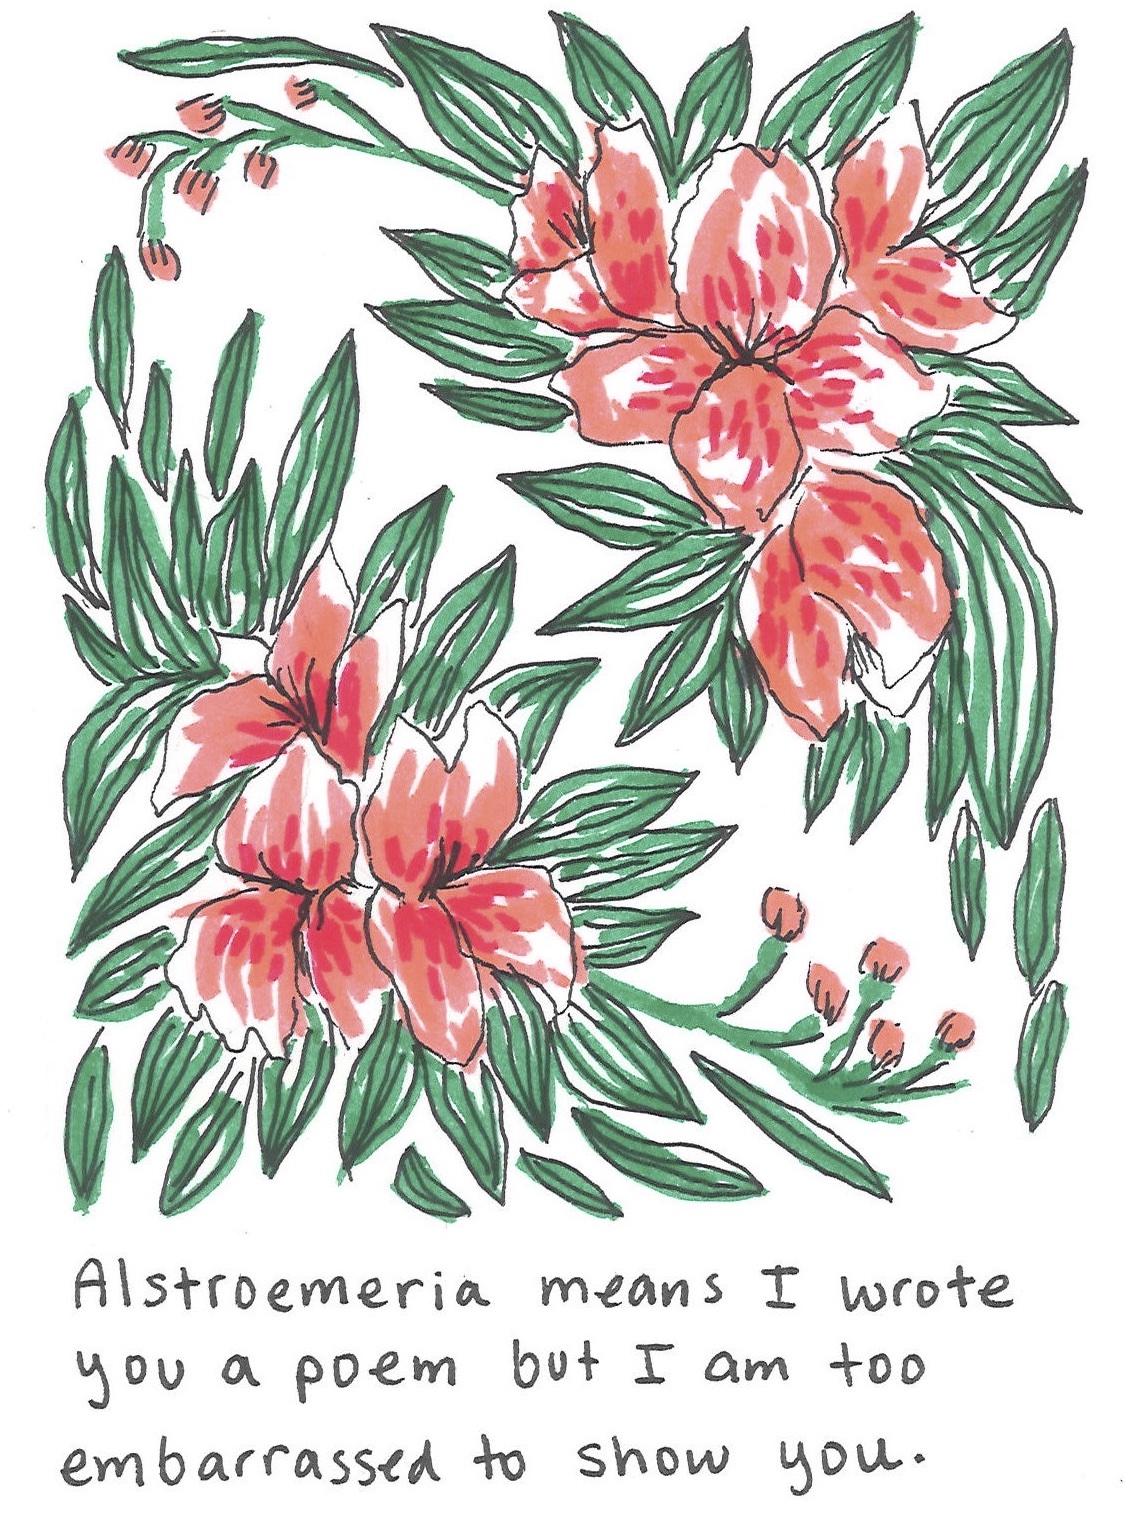 Alstroemeria means I wrote
you a poem but I am too
embarrassed to show you.